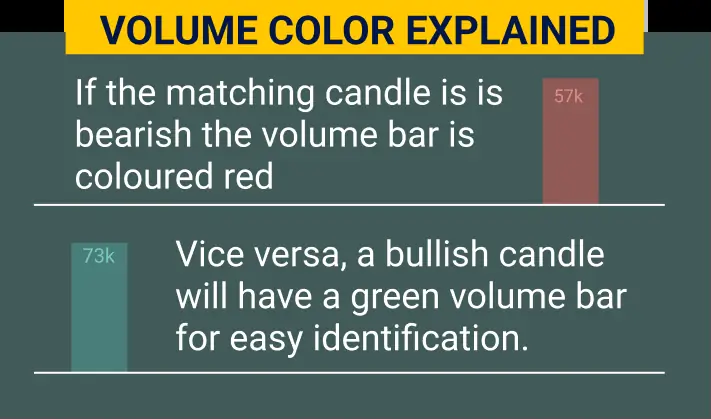 VOLUME COLOR EXPLAINED
If the matching candle is is
bearish the volume bar is
coloured red
57k
73k
Vice versa, a bullish candle
will have a green volume bar
for easy identification.